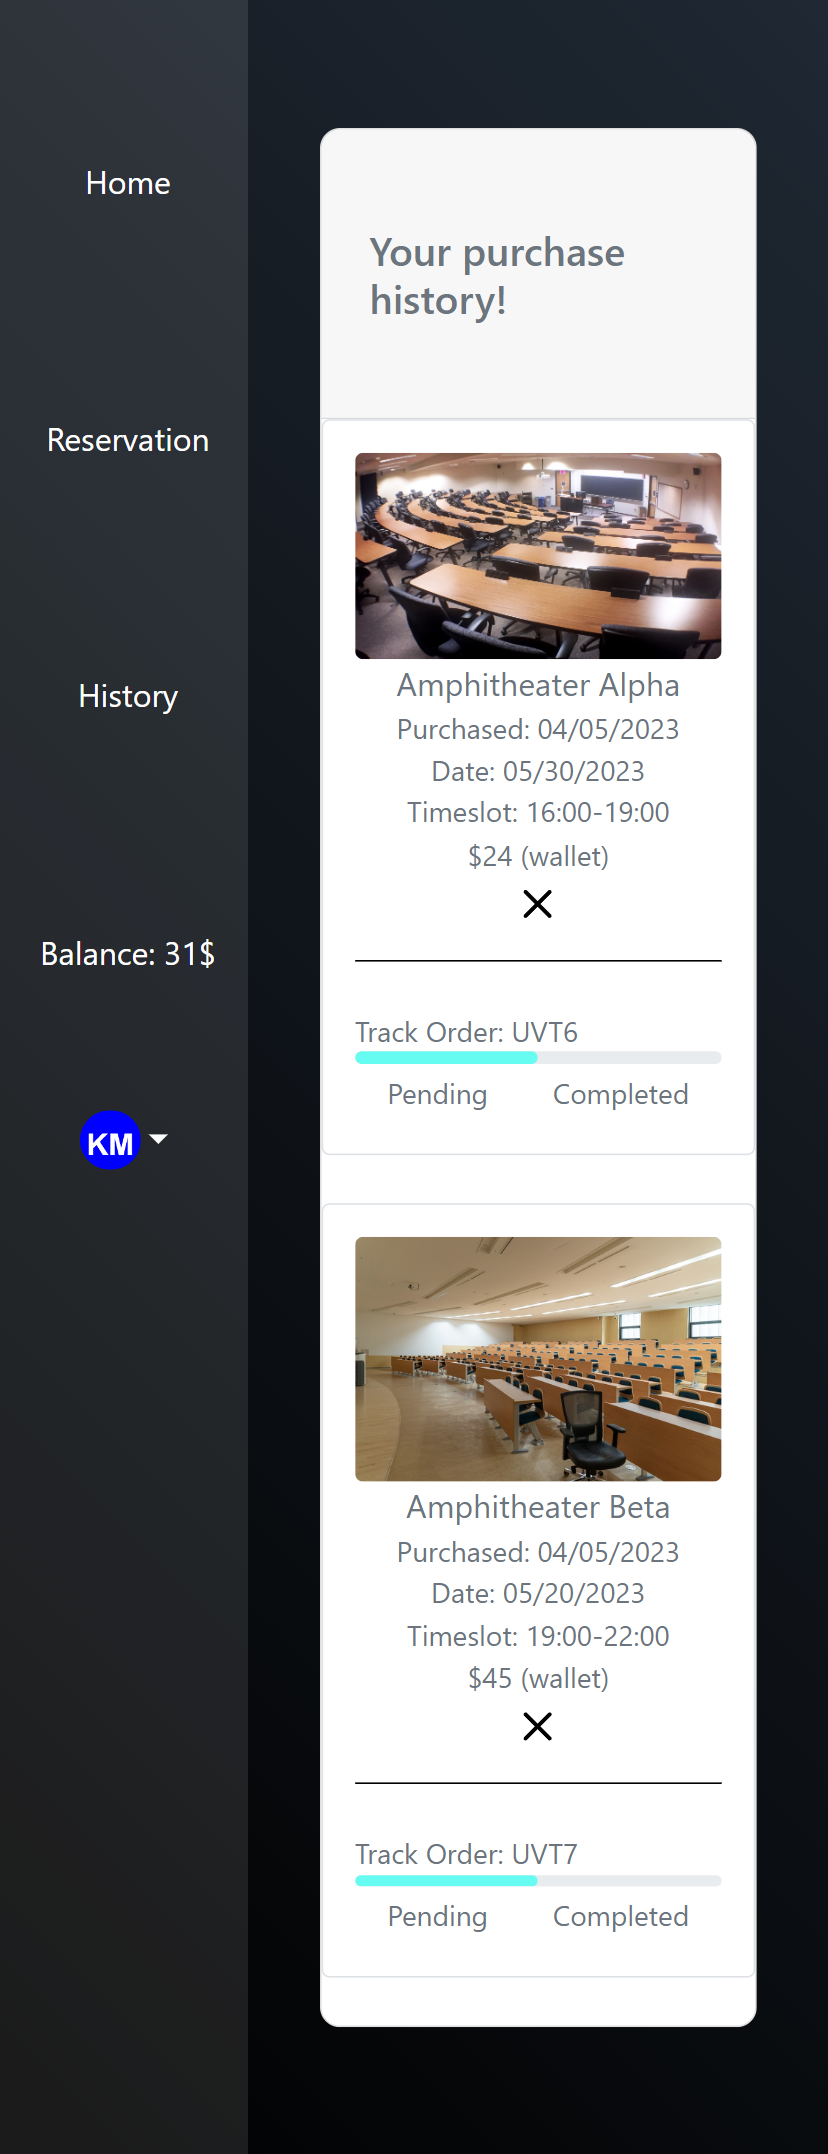 Home
Reservation
History
Balance: 31$
KM
Your purchase
history!
Amphitheater Alpha
Purchased: 04/05/2023
Date: 05/30/2023
Timeslot: 16:00-19:00
$24 (wallet)
Track Order: UVT6
Pending Completed
Amphitheater Beta
Purchased: 04/05/2023
Date: 05/20/2023
Timeslot: 19:00-22:00
$45 (wallet)
Track Order: UVT7
Pending Completed